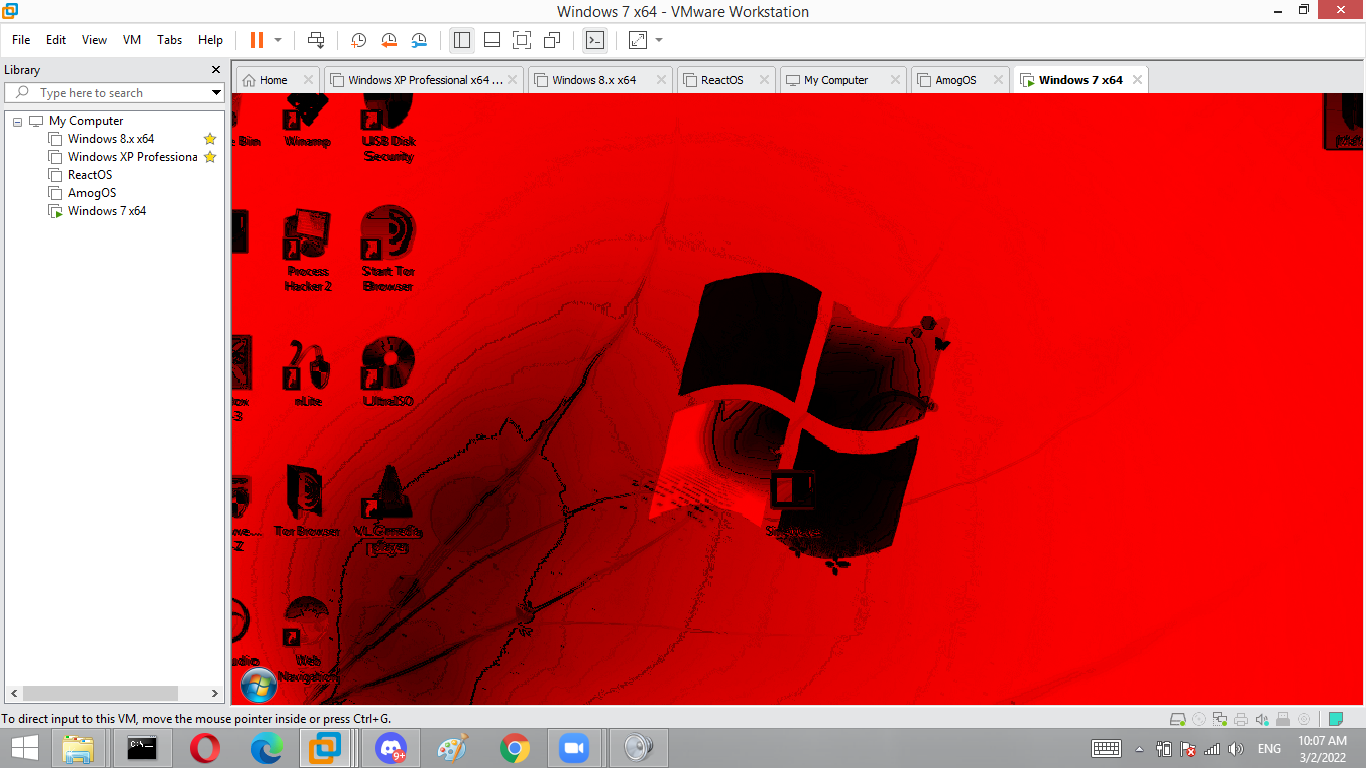 Windows 7 x64 - VMware Workstation
File Edit View VM Tabs Help
Library
Type here to search
My Computer
Windows 8.x x64
Windows XP Professiona
ReactOS
AmogOS
Windows 7 x64
Home
Windows XP Professional x64 ...
Windows 8.x x64
ReactOS
My Computer
AmogOS
Windows 7 x64
Winamp
USB Disk
Security
Process
Hacker 2
Start Tor
Browser
nLite
UltraISO
Tor Browser
VLC media
player
Web
Navigation
To direct input to this VM, move the mouse pointer inside or press Ctrl+G.
C:\
9+
ENG
10:07 AM
3/2/2022